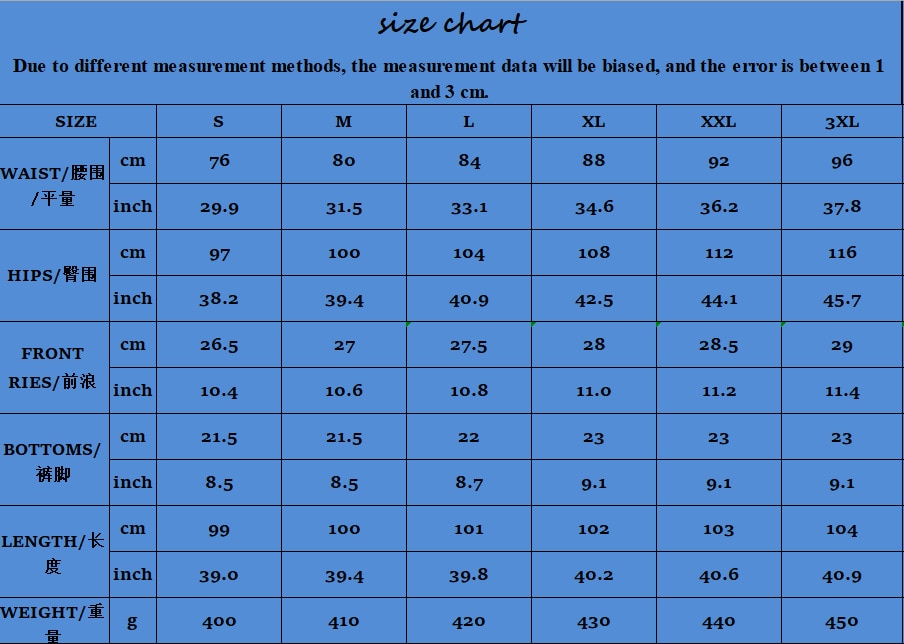 size chart
Due to different measurement methods, the measurement data will be biased, and the error is between 1
and 3 cm.
SIZE S M L XL XXL 3XL
WAIST/腰围
/平量
cm 76 80 84 88 92 96
inch 29.9 31.5 33.1 34.6 36.2 37.8
HIPS/臀围
cm 97 100 104 108 112 116
inch 38.2 39.4 40.9 42.5 44.1 45.7
FRONT
RIES/前浪
cm 26.5 27 27.5 28 28.5 29
inch 10.4 10.6 10.8 11.0 11.2 11.4
BOTTOMS/
裤脚
cm 21.5 21.5 22 23 23 23
inch 8.5 8.5 8.7 9.1 9.1 9.1
LENGTH/长
度
cm 99 100 101 102 103 104
inch 39.0 39.4 39.8 40.2 40.6 40.9
WEIGHT/重
量
g 400 410 420 430 440 450